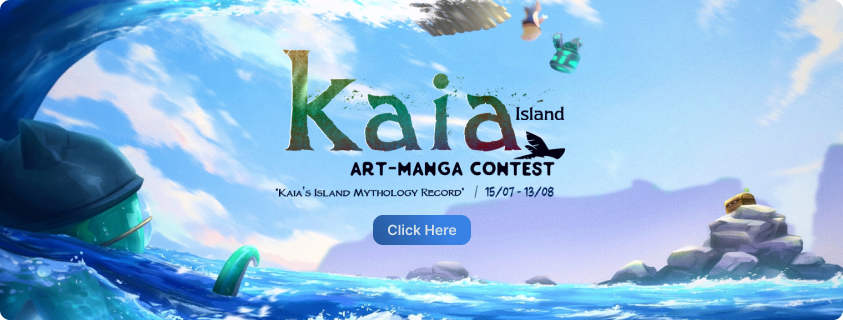 kaia
Island
ART-MANGA CONTEST
"Kaia's Island Mythology Record" | 15/07 - 13/08
Click Here